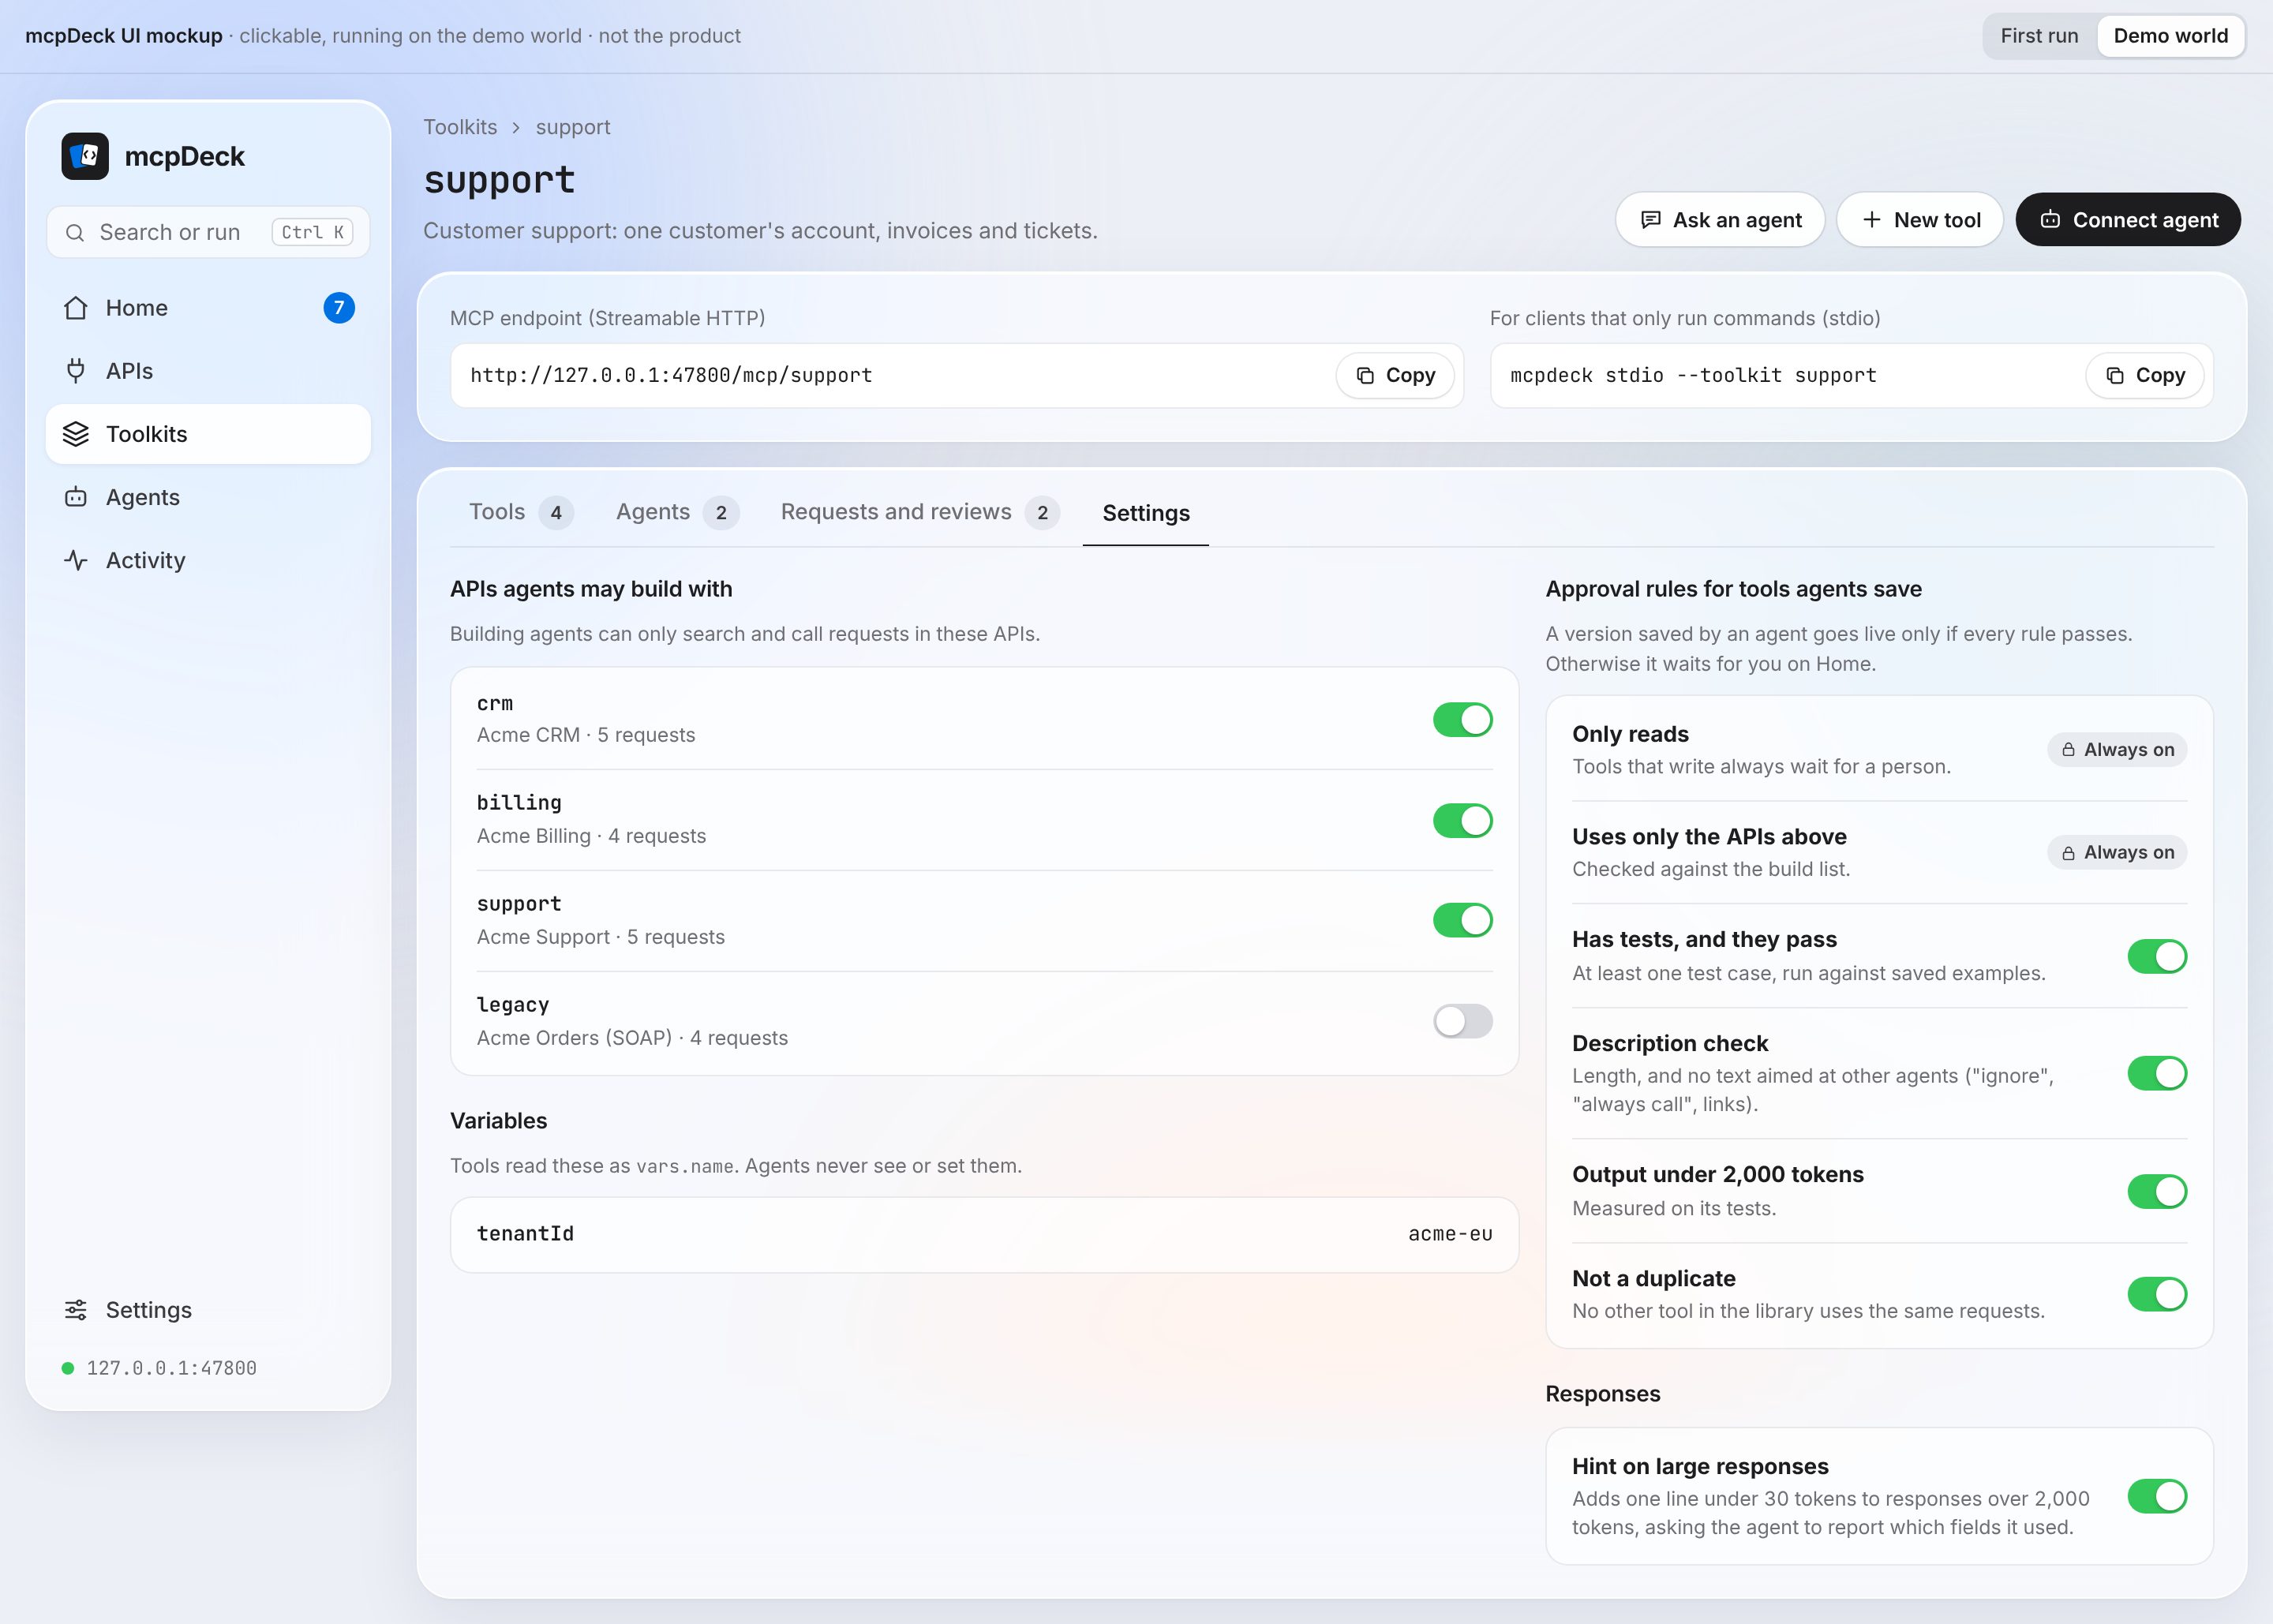 mcpDeck UI mockup · clickable, running on the demo world · not the product
First run
Demo world
mcpDeck
Search or run
Ctrl K
Home
7
APIs
Toolkits
Agents
Activity
Settings
127.0.0.1:47800
Toolkits > support
support
Customer support: one customer's account, invoices and tickets.
Ask an agent
New tool
Connect agent
MCP endpoint (Streamable HTTP)
http://127.0.0.1:47800/mcp/support
Copy
For clients that only run commands (stdio)
mcpdeck stdio --toolkit support
Copy
Tools 4
Agents 2
Requests and reviews 2
Settings
APIs agents may build with
Building agents can only search and call requests in these APIs.
crm
Acme CRM · 5 requests
billing
Acme Billing · 4 requests
support
Acme Support · 5 requests
legacy
Acme Orders (SOAP) · 4 requests
Variables
Tools read these as vars.name. Agents never see or set them.
tenantId
acme-eu
Approval rules for tools agents save
A version saved by an agent goes live only if every rule passes.
Otherwise it waits for you on Home.
Only reads
Tools that write always wait for a person.
Always on
Uses only the APIs above
Checked against the build list.
Always on
Has tests, and they pass
At least one test case, run against saved examples.
Description check
Length, and no text aimed at other agents ("ignore",
"always call", links).
Output under 2,000 tokens
Measured on its tests.
Not a duplicate
No other tool in the library uses the same requests.
Responses
Hint on large responses
Adds one line under 30 tokens to responses over 2,000
tokens, asking the agent to report which fields it used.